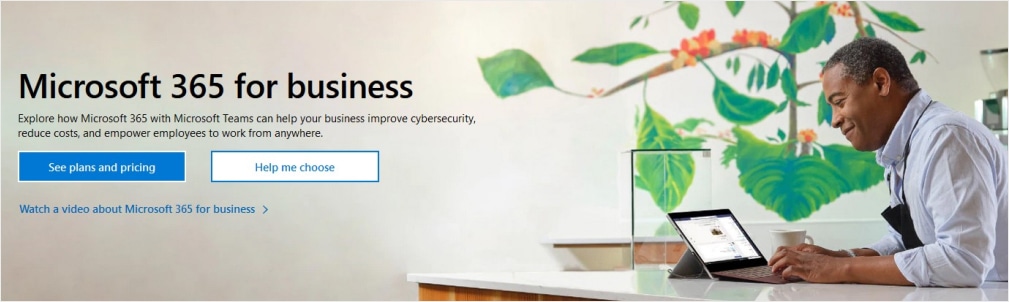 Microsoft 365 for business
Explore how Microsoft 365 with Microsoft Teams can help your business improve cybersecurity,
reduce costs, and empower employees to work from anywhere.
See plans and pricing
Help me choose
Watch a video about Microsoft 365 for business